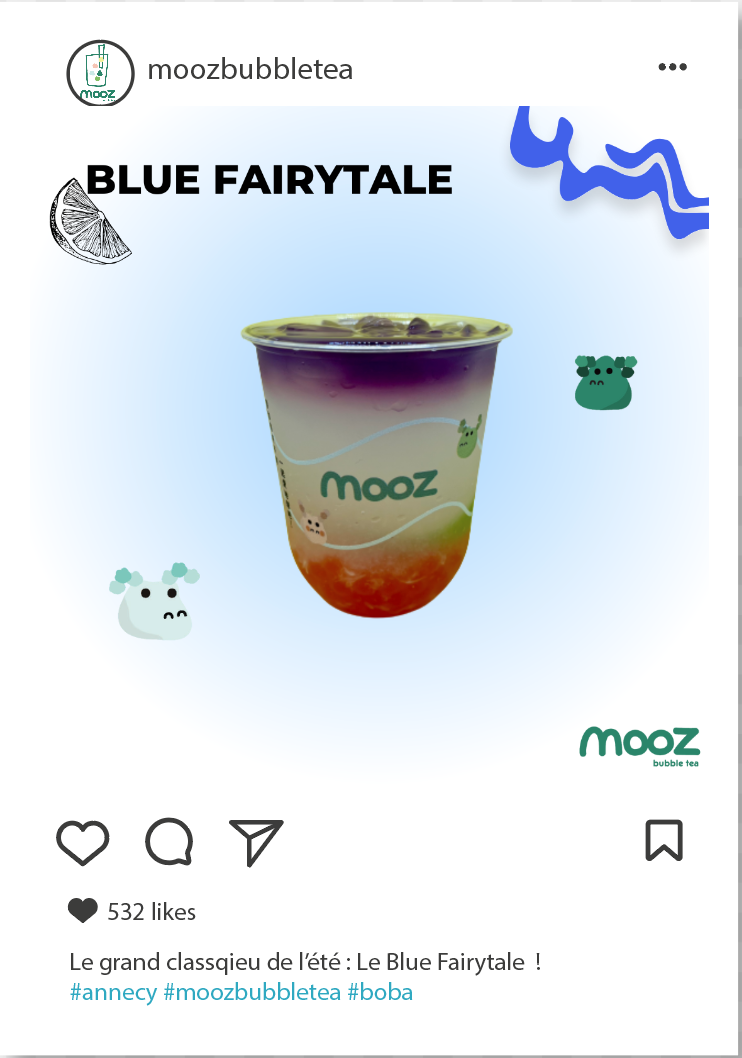 mooz
moozbubbletea
BLUE FAIRYTALE
mooz
mooz
bubble tea
532 likes
Le grand classqieu de l’été : Le Blue Fairytale !
#annecy #moozbubbletea #boba